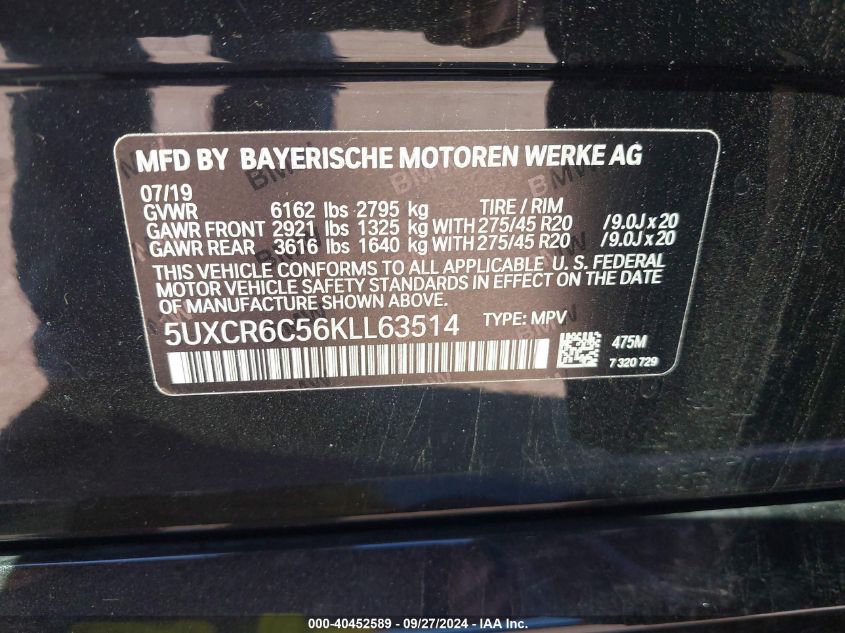 MFD BY BAYERISCHE MOTOREN WERKE AG
07/19
GVWR 6162 lbs 2795 kg TIRE / RIM
GAWR FRONT 2921 lbs 1325 kg WITH 275/45 R20 /9.0J x 20
GAWR REAR 3616 lbs 1640 kg WITH 275/45 R20 /9.0J x 20
THIS VEHICLE CONFORMS TO ALL APPLICABLE U. S. FEDERAL
MOTOR VEHICLE SAFETY STANDARDS IN EFFECT ON THE DATE
OF MANUFACTURE SHOWN ABOVE.
5UXCR6C56KLL63514 TYPE: MPV
475M
7 320 729
000-40452589 - 09/27/2024 - IAA Inc.